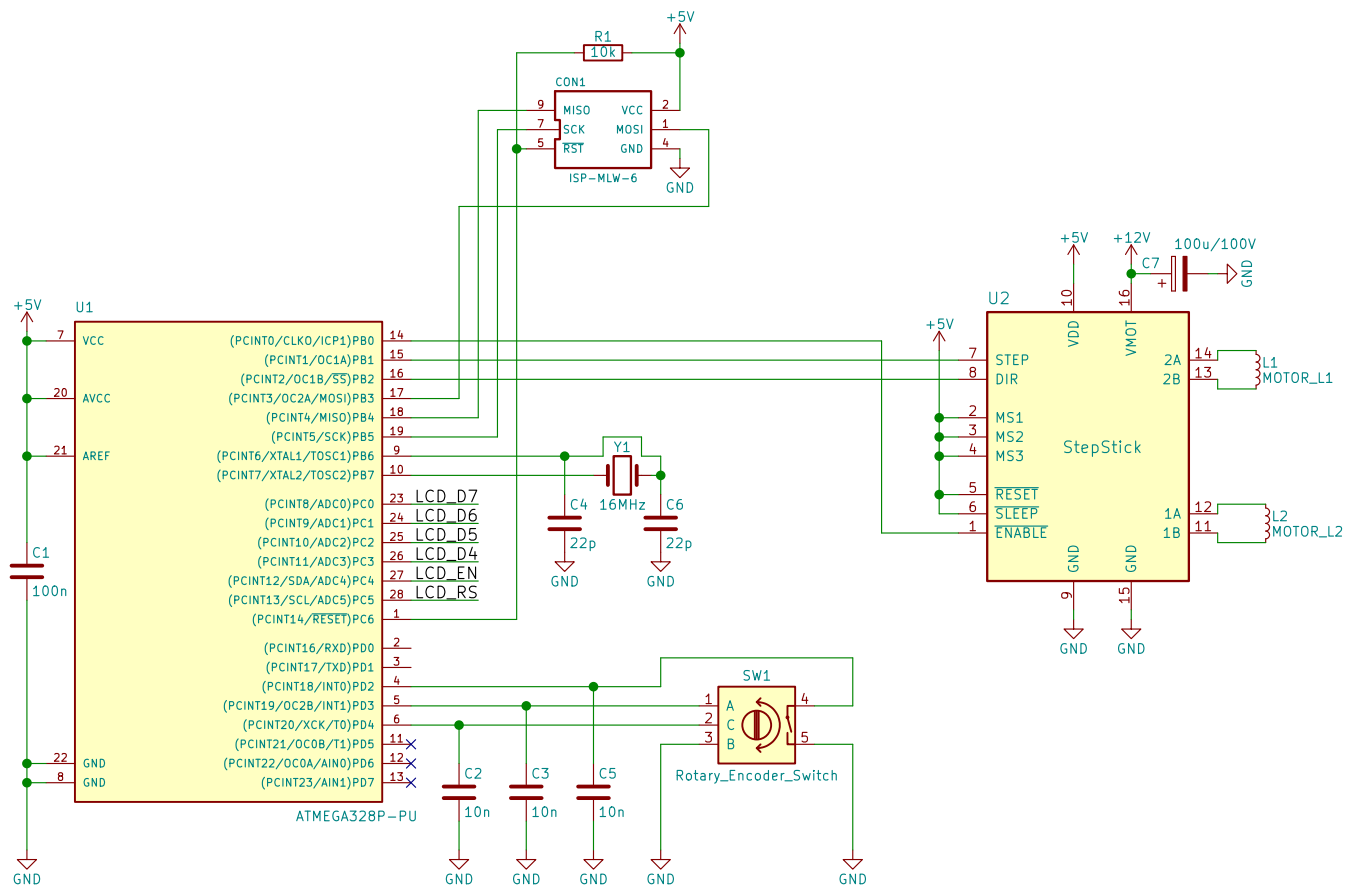 +5V
R1
10k
CON1
9 MISO VCC 2
7 SCK MOSI 1
5 RST GND 4
ISP-MLW-6
GND
+5V
+12V
100u/100V
C7
+
GND
10
16
U2
VDD
VMOT
+5V
7 STEP
8 DIR
2 MS1
3 MS2
4 MS3
5 RESET
6 SLEEP
1 ENABLE
StepStick
2A 14
2B 13
L1
MOTOR_L1
1A 12
1B 11
L2
MOTOR_L2
GND
GND
9
15
GND
GND
+5V
U1
7 VCC
20 AVCC
21 AREF
22 GND
8 GND
C1
100n
GND
(PCINT0/CLKO/ICP1)PB0 14
(PCINT1/OC1A)PB1 15
(PCINT2/OC1B/SS)PB2 16
(PCINT3/OC2A/MOSI)PB3 17
(PCINT4/MISO)PB4 18
(PCINT5/SCK)PB5 19
(PCINT6/XTAL1/TOSC1)PB6 9
(PCINT7/XTAL2/TOSC2)PB7 10
(PCINT8/ADC0)PC0 23 LCD_D7
(PCINT9/ADC1)PC1 24 LCD_D6
(PCINT10/ADC2)PC2 25 LCD_D5
(PCINT11/ADC3)PC3 26 LCD_D4
(PCINT12/SDA/ADC4)PC4 27 LCD_EN
(PCINT13/SCL/ADC5)PC5 28 LCD_RS
(PCINT14/RESET)PC6 1
(PCINT16/RXD)PD0 2
(PCINT17/TXD)PD1 3
(PCINT18/INT0)PD2 4
(PCINT19/OC2B/INT1)PD3 5
(PCINT20/XCK/T0)PD4 6
(PCINT21/OC0B/T1)PD5 11
(PCINT22/OC0A/AIN0)PD6 12
(PCINT23/AIN1)PD7 13
ATMEGA328P-PU
Y1
16MHz
C4
22p
GND
C6
22p
GND
SW1
1 A
2 C
3 B
4
5
Rotary_Encoder_Switch
C2
10n
GND
C3
10n
GND
C5
10n
GND
GND
GND